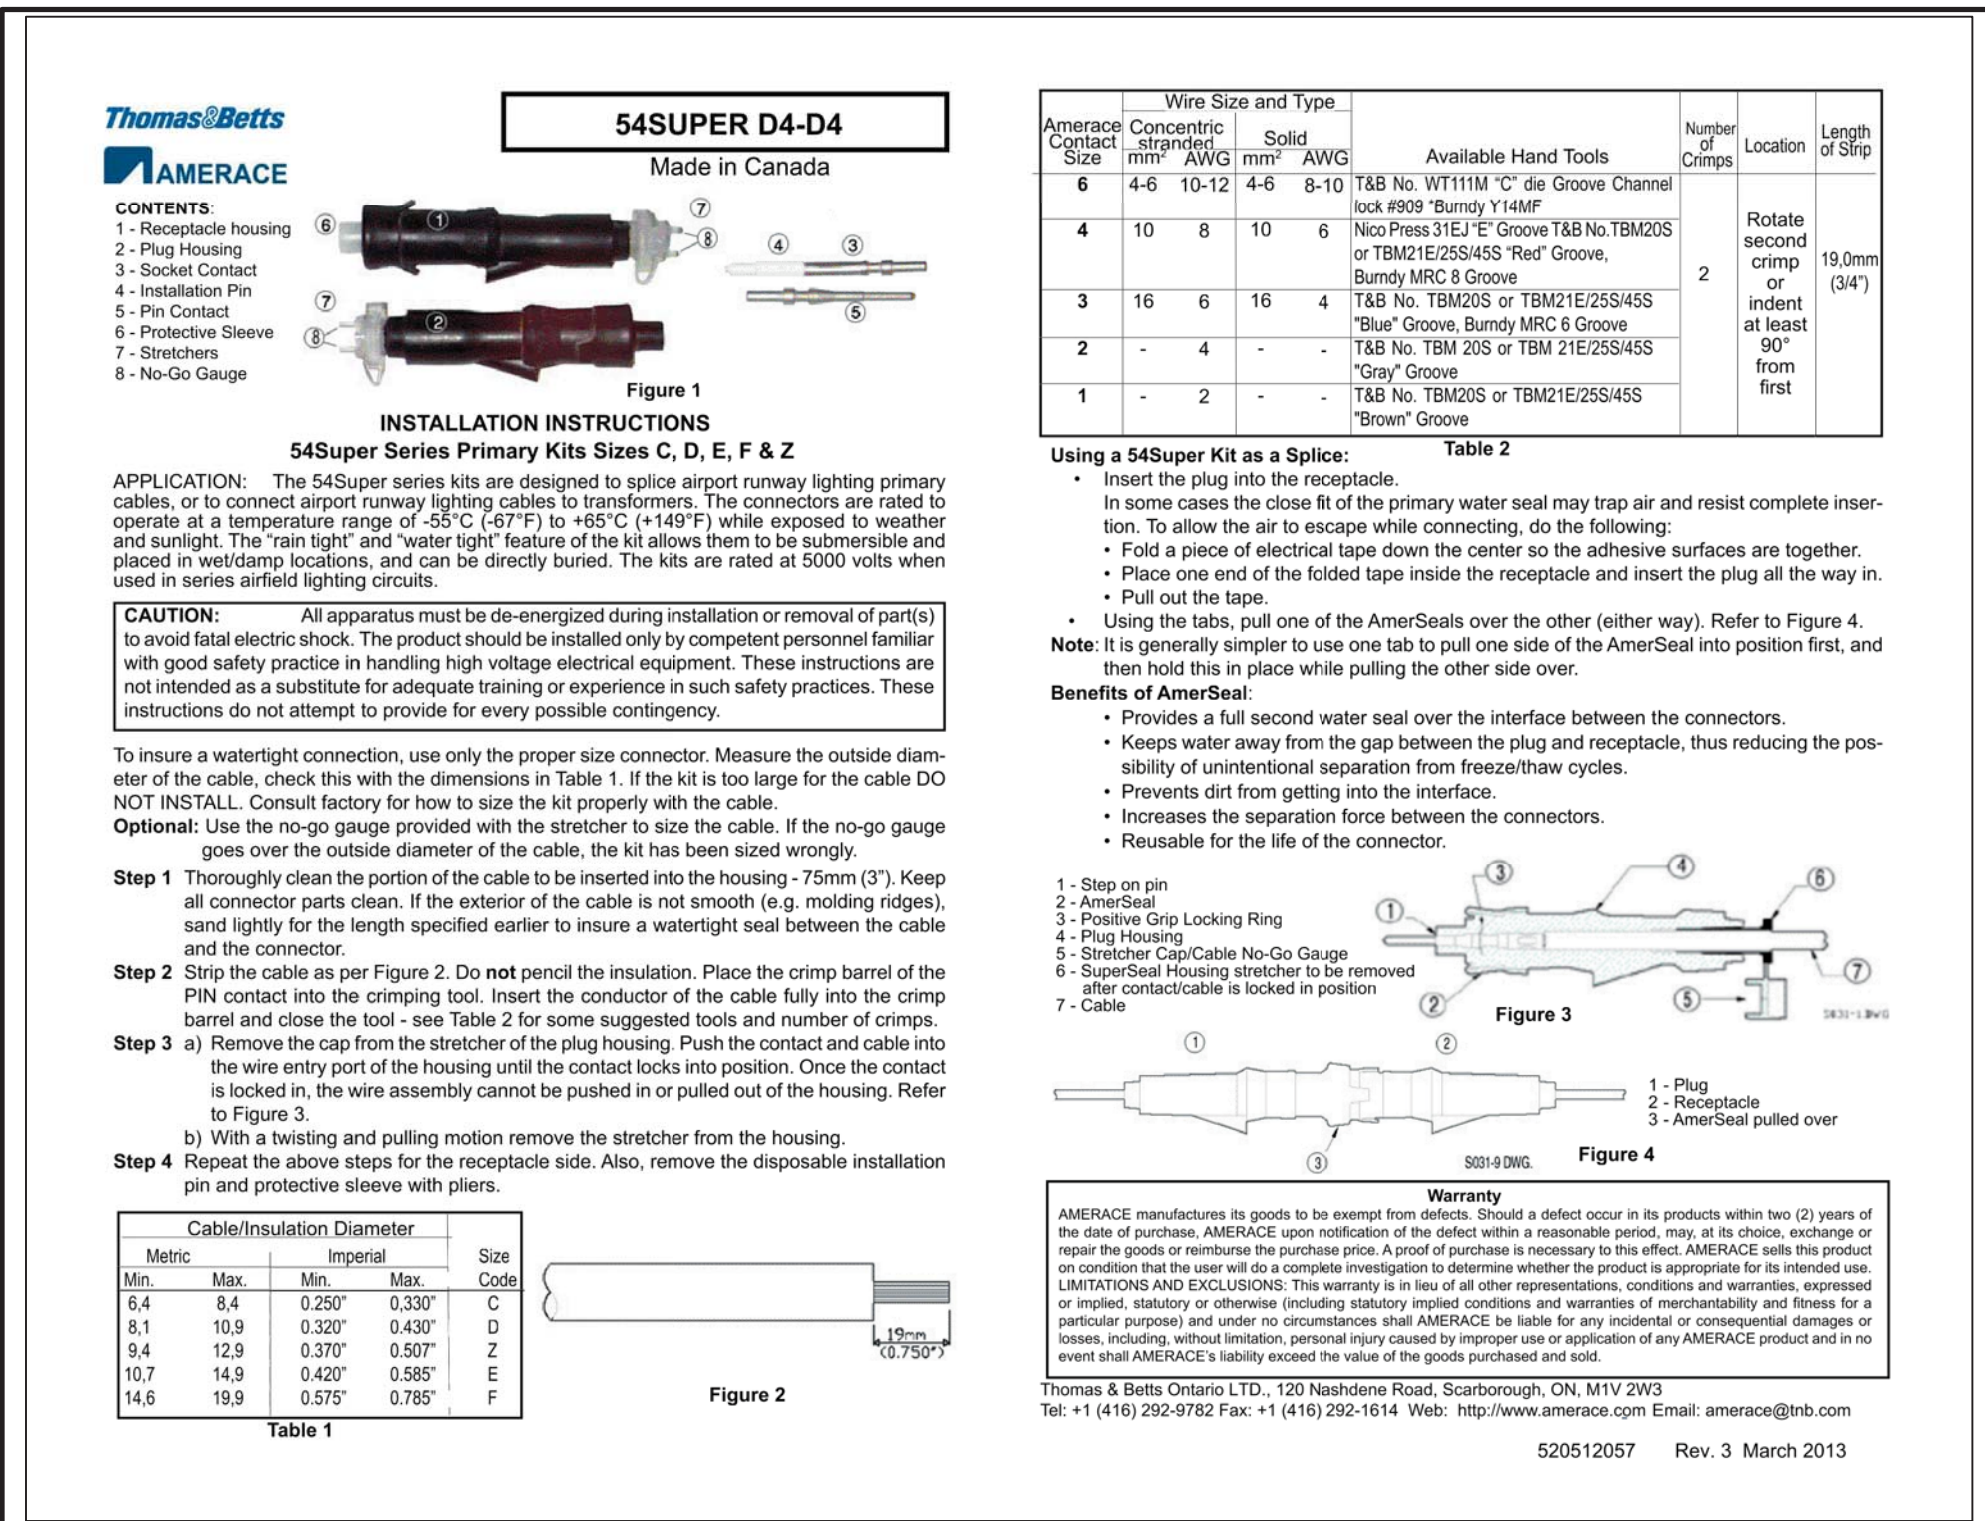 Thomas&Betts
AMERACE
54SUPER D4-D4
Made in Canada
CONTENTS:
1 - Receptacle housing
2 - Plug Housing
3 - Socket Contact
4 - Installation Pin
5 - Pin Contact
6 - Protective Sleeve
7 - Stretchers
8 - No-Go Gauge
6
1
7
8
4
3
5
7
8
2
Figure 1
INSTALLATION INSTRUCTIONS
54Super Series Primary Kits Sizes C, D, E, F & Z
APPLICATION: The 54Super series kits are designed to splice airport runway lighting primary
cables, or to connect airport runway lighting cables to transformers. The connectors are rated to
operate at a temperature range of -55°C (-67°F) to +65°C (+149°F) while exposed to weather
and sunlight. The “rain tight” and “water tight” feature of the kit allows them to be submersible and
placed in wet/damp locations, and can be directly buried. The kits are rated at 5000 volts when
used in series airfield lighting circuits.
CAUTION: All apparatus must be de-energized during installation or removal of part(s)
to avoid fatal electric shock. The product should be installed only by competent personnel familiar
with good safety practice in handling high voltage electrical equipment. These instructions are
not intended as a substitute for adequate training or experience in such safety practices. These
instructions do not attempt to provide for every possible contingency.
To insure a watertight connection, use only the proper size connector. Measure the outside diam-
eter of the cable, check this with the dimensions in Table 1. If the kit is too large for the cable DO
NOT INSTALL. Consult factory for how to size the kit properly with the cable.
Optional: Use the no-go gauge provided with the stretcher to size the cable. If the no-go gauge
goes over the outside diameter of the cable, the kit has been sized wrongly.
Step 1 Thoroughly clean the portion of the cable to be inserted into the housing - 75mm (3”). Keep
all connector parts clean. If the exterior of the cable is not smooth (e.g. molding ridges),
sand lightly for the length specified earlier to insure a watertight seal between the cable
and the connector.
Step 2 Strip the cable as per Figure 2. Do not pencil the insulation. Place the crimp barrel of the
PIN contact into the crimping tool. Insert the conductor of the cable fully into the crimp
barrel and close the tool - see Table 2 for some suggested tools and number of crimps.
Step 3 a) Remove the cap from the stretcher of the plug housing. Push the contact and cable into
the wire entry port of the housing until the contact locks into position. Once the contact
is locked in, the wire assembly cannot be pushed in or pulled out of the housing. Refer
to Figure 3.
b) With a twisting and pulling motion remove the stretcher from the housing.
Step 4 Repeat the above steps for the receptacle side. Also, remove the disposable installation
pin and protective sleeve with pliers.
Cable/Insulation Diameter
Metric Imperial Size
Min. Max. Min. Max. Code
6,4 8,4 0.250” 0,330” C
8,1 10,9 0.320” 0.430” D
9,4 12,9 0.370” 0.507” Z
10,7 14,9 0.420” 0.585” E
14,6 19,9 0.575” 0.785” F
Table 1
19mm
(0.750")
Figure 2
Wire Size and Type
Amerace Contact Size
Concentric stranded
Solid
mm² AWG mm² AWG
Available Hand Tools
Number of Crimps
Location
Length of Strip
6 4-6 10-12 4-6 8-10 T&B No. WT111M “C” die Groove Channel
lock #909 *Burndy Y14MF
4 10 8 10 6 Nico Press 31EJ “E” Groove T&B No.TBM20S
or TBM21E/25S/45S “Red” Groove,
Burndy MRC 8 Groove
3 16 6 16 4 T&B No. TBM20S or TBM21E/25S/45S
"Blue" Groove, Burndy MRC 6 Groove
2 - 4 - - T&B No. TBM 20S or TBM 21E/25S/45S
"Gray" Groove
1 - 2 - - T&B No. TBM20S or TBM21E/25S/45S
"Brown" Groove
2
Rotate
second
crimp
or
indent
at least
90°
from
first
19,0mm
(3/4”)
Table 2
Using a 54Super Kit as a Splice:
• Insert the plug into the receptacle.
In some cases the close fit of the primary water seal may trap air and resist complete inser-
tion. To allow the air to escape while connecting, do the following:
• Fold a piece of electrical tape down the center so the adhesive surfaces are together.
• Place one end of the folded tape inside the receptacle and insert the plug all the way in.
• Pull out the tape.
• Using the tabs, pull one of the AmerSeals over the other (either way). Refer to Figure 4.
Note: It is generally simpler to use one tab to pull one side of the AmerSeal into position first, and
then hold this in place while pulling the other side over.
Benefits of AmerSeal:
• Provides a full second water seal over the interface between the connectors.
• Keeps water away from the gap between the plug and receptacle, thus reducing the pos-
sibility of unintentional separation from freeze/thaw cycles.
• Prevents dirt from getting into the interface.
• Increases the separation force between the connectors.
• Reusable for the life of the connector.
1 - Step on pin
2 - AmerSeal
3 - Positive Grip Locking Ring
4 - Plug Housing
5 - Stretcher Cap/Cable No-Go Gauge
6 - SuperSeal Housing stretcher to be removed
after contact/cable is locked in position
7 - Cable
1
3
4
6
2
5
7
Figure 3
S031-1.DWG
1
2
3
1 - Plug
2 - Receptacle
3 - AmerSeal pulled over
S031-9 DWG.
Figure 4
Warranty
AMERACE manufactures its goods to be exempt from defects. Should a defect occur in its products within two (2) years of
the date of purchase, AMERACE upon notification of the defect within a reasonable period, may, at its choice, exchange or
repair the goods or reimburse the purchase price. A proof of purchase is necessary to this effect. AMERACE sells this product
on condition that the user will do a complete investigation to determine whether the product is appropriate for its intended use.
LIMITATIONS AND EXCLUSIONS: This warranty is in lieu of all other representations, conditions and warranties, expressed
or implied, statutory or otherwise (including statutory implied conditions and warranties of merchantability and fitness for a
particular purpose) and under no circumstances shall AMERACE be liable for any incidental or consequential damages or
losses, including, without limitation, personal injury caused by improper use or application of any AMERACE product and in no
event shall AMERACE’s liability exceed the value of the goods purchased and sold.
Thomas & Betts Ontario LTD., 120 Nashdene Road, Scarborough, ON, M1V 2W3
Tel: +1 (416) 292-9782 Fax: +1 (416) 292-1614 Web: http://www.amerace.com Email: amerace@tnb.com
520512057 Rev. 3 March 2013